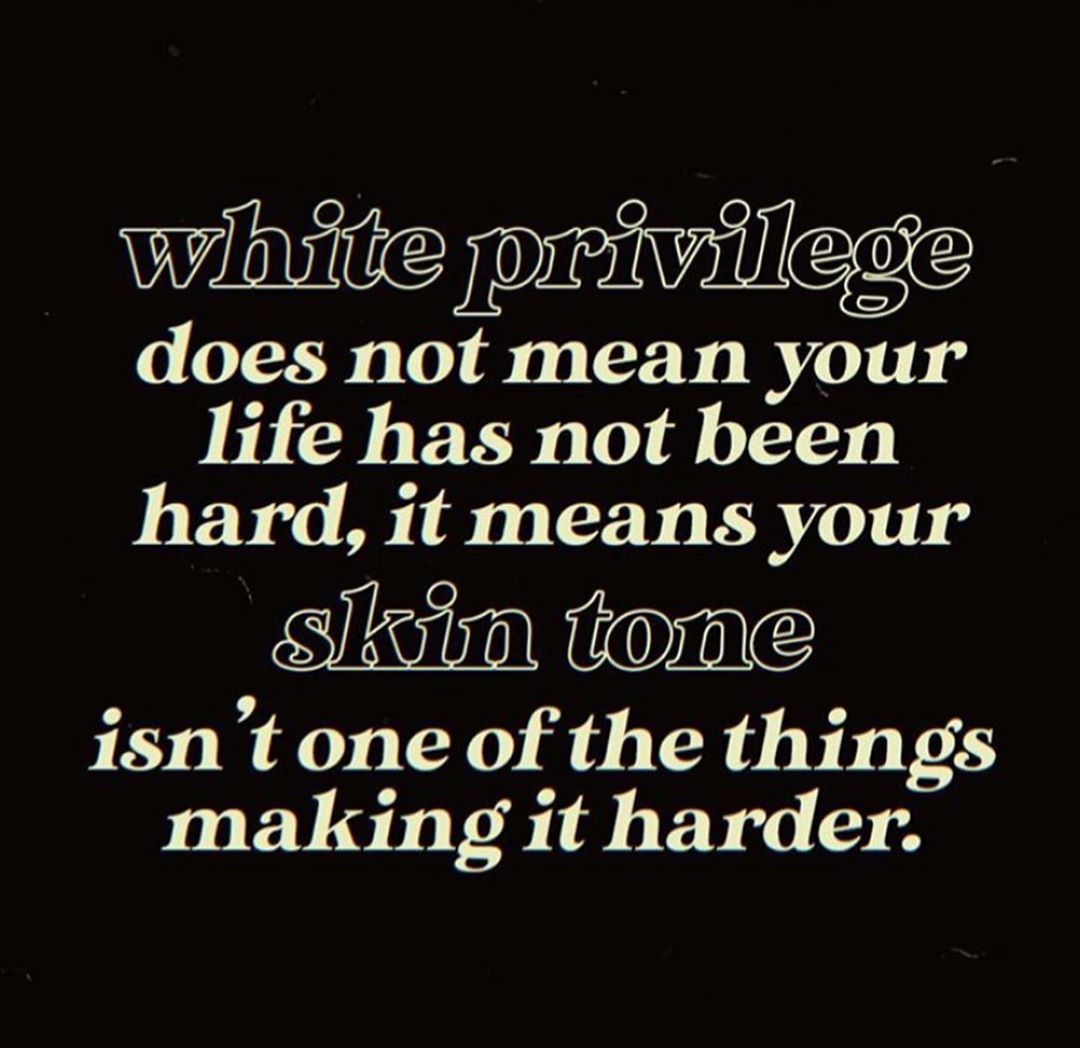 white privilege
does not mean your
life has not been
hard, it means your
skin tone
isn't one of the things
making it harder.